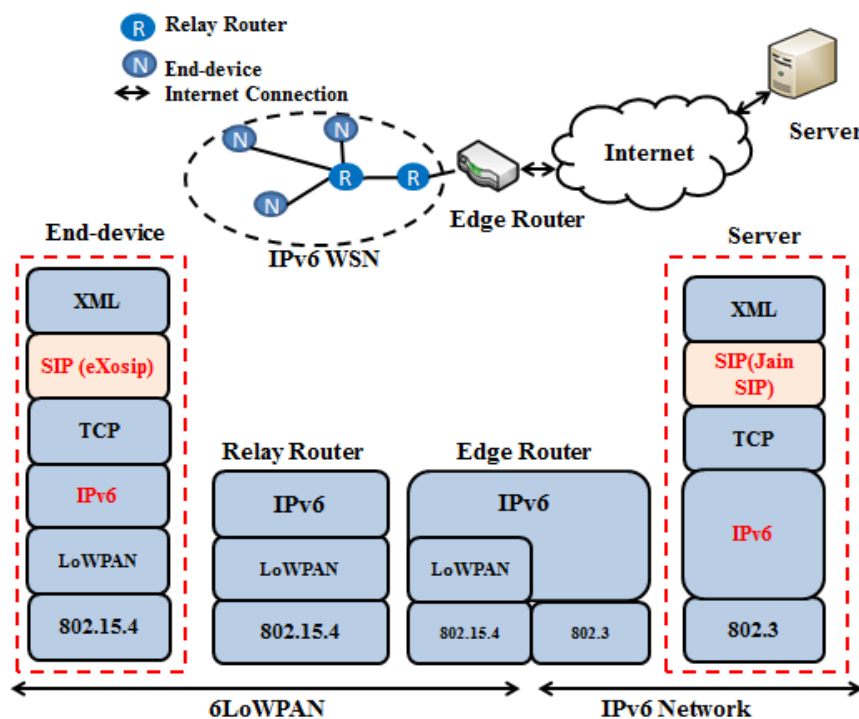 R Relay Router
N End-device
Internet Connection
Server
N
N
R
R
N
Internet
Edge Router
IPv6 WSN
End-device
XML
SIP (eXosip)
TCP
IPv6
LoWPAN
802.15.4
Relay Router
IPv6
LoWPAN
802.15.4
Edge Router
IPv6
LoWPAN
802.15.4
802.3
Server
XML
SIP(Jain
SIP)
TCP
IPv6
802.3
6LoWPAN
IPv6 Network